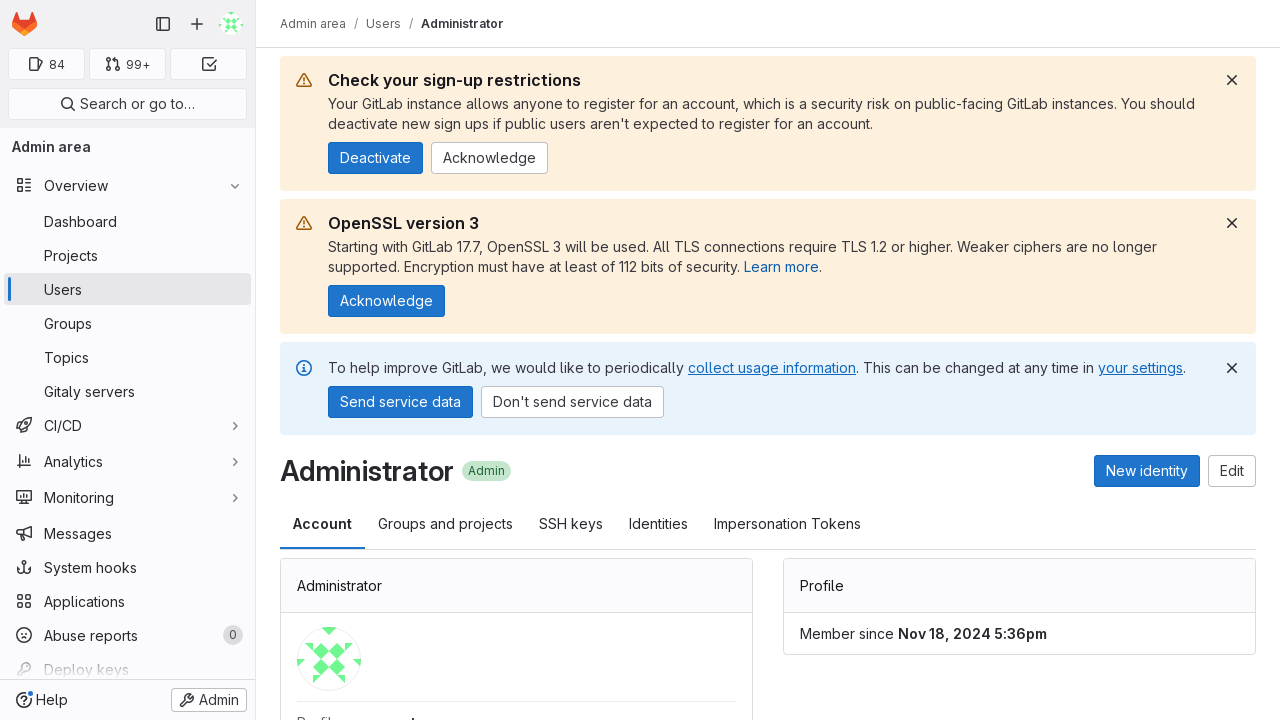 Admin area / Users / Administrator
84
99+
Search or go to…
Admin area
Overview
Dashboard
Projects
Users
Groups
Topics
Gitaly servers
CI/CD
Analytics
Monitoring
Messages
System hooks
Applications
Abuse reports 0
Deploy keys
Help
Admin
Check your sign-up restrictions
Your GitLab instance allows anyone to register for an account, which is a security risk on public-facing GitLab instances. You should
deactivate new sign ups if public users aren't expected to register for an account.
Deactivate Acknowledge
OpenSSL version 3
Starting with GitLab 17.7, OpenSSL 3 will be used. All TLS connections require TLS 1.2 or higher. Weaker ciphers are no longer
supported. Encryption must have at least of 112 bits of security. Learn more.
Acknowledge
To help improve GitLab, we would like to periodically collect usage information. This can be changed at any time in your settings.
Send service data Don't send service data
Administrator Admin
New identity Edit
Account Groups and projects SSH keys Identities Impersonation Tokens
Administrator
Profile
Member since Nov 18, 2024 5:36pm